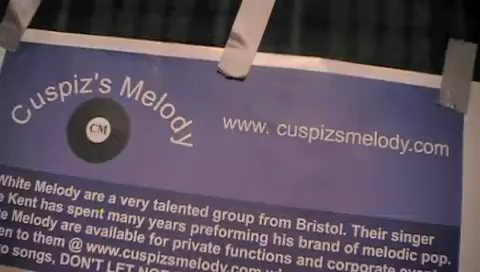 Cuspiz's Melody
CM
www. cuspizsmelody.com
White Melody are a very talented group from Bristol. Their singer
Kent has spent many years preforming his brand of melodic pop.
Melody are available for private functions and corporate
to them @ www.cuspizsmelody.com
songs, DON'T LET